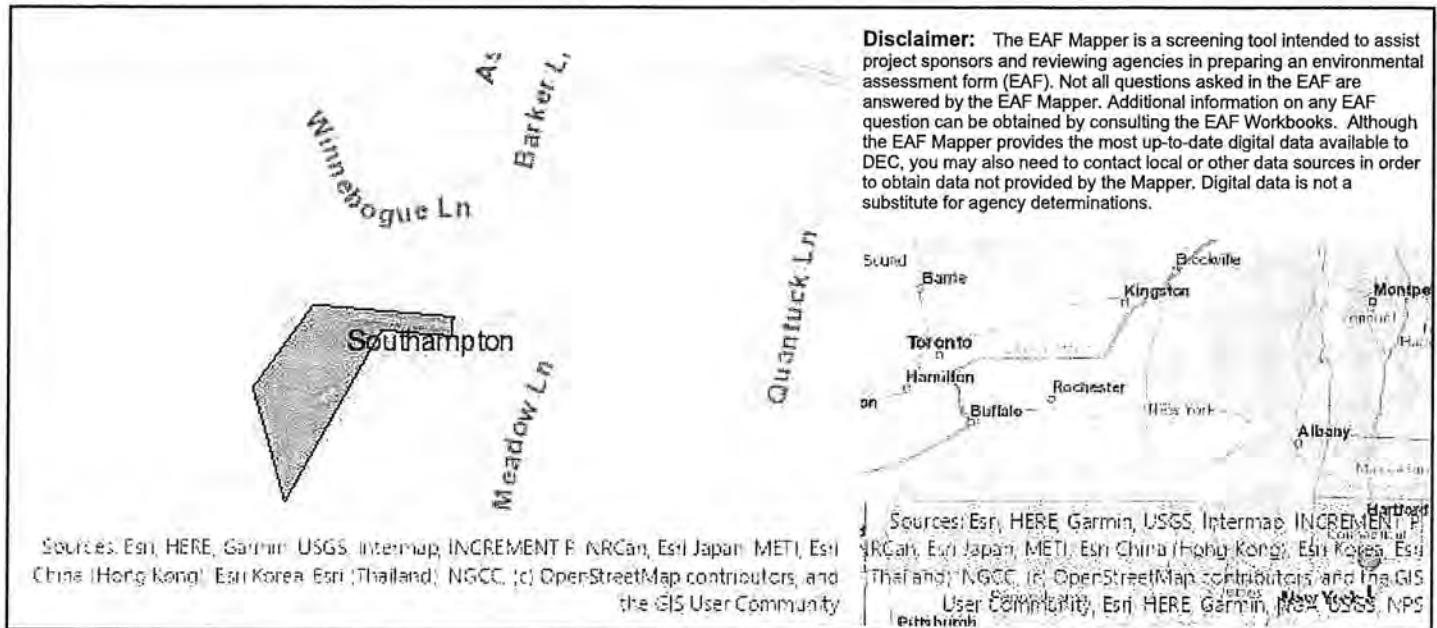 As
Barker Ln
Winnebogue Ln
Southampton
Quantuck Ln
Meadow Ln
Sources: Esri, HERE, Garmin, USGS, Intermap, INCREMENT P, NRCan, Esri Japan, METI, Esri
China (Hong Kong), Esri Korea, Esri (Thailand), NGCC, (c) OpenStreetMap contributors, and
the GIS User Community
Disclaimer: The EAF Mapper is a screening tool intended to assist
project sponsors and reviewing agencies in preparing an environmental
assessment form (EAF). Not all questions asked in the EAF are
answered by the EAF Mapper. Additional information on any EAF
question can be obtained by consulting the EAF Workbooks. Although
the EAF Mapper provides the most up-to-date digital data available to
DEC, you may also need to contact local or other data sources in order
to obtain data not provided by the Mapper. Digital data is not a
substitute for agency determinations.
Sound
Barrie
Brockville
Kingston
Montpe
Toronto
Hamilton
on
Rochester
Buffalo
NEW YORK
Albany
Hartford
Sources: Esri, HERE, Garmin, USGS, Intermap, INCREMENT P,
NRCan, Esri Japan, METI, Esri China (Hong Kong), Esri Korea, Esri
(Thailand), NGCC, (c) OpenStreetMap contributors, and the GIS
User Community, Esri, HERE, Garmin, NGA, USGS, NPS
New York
Pittsburgh